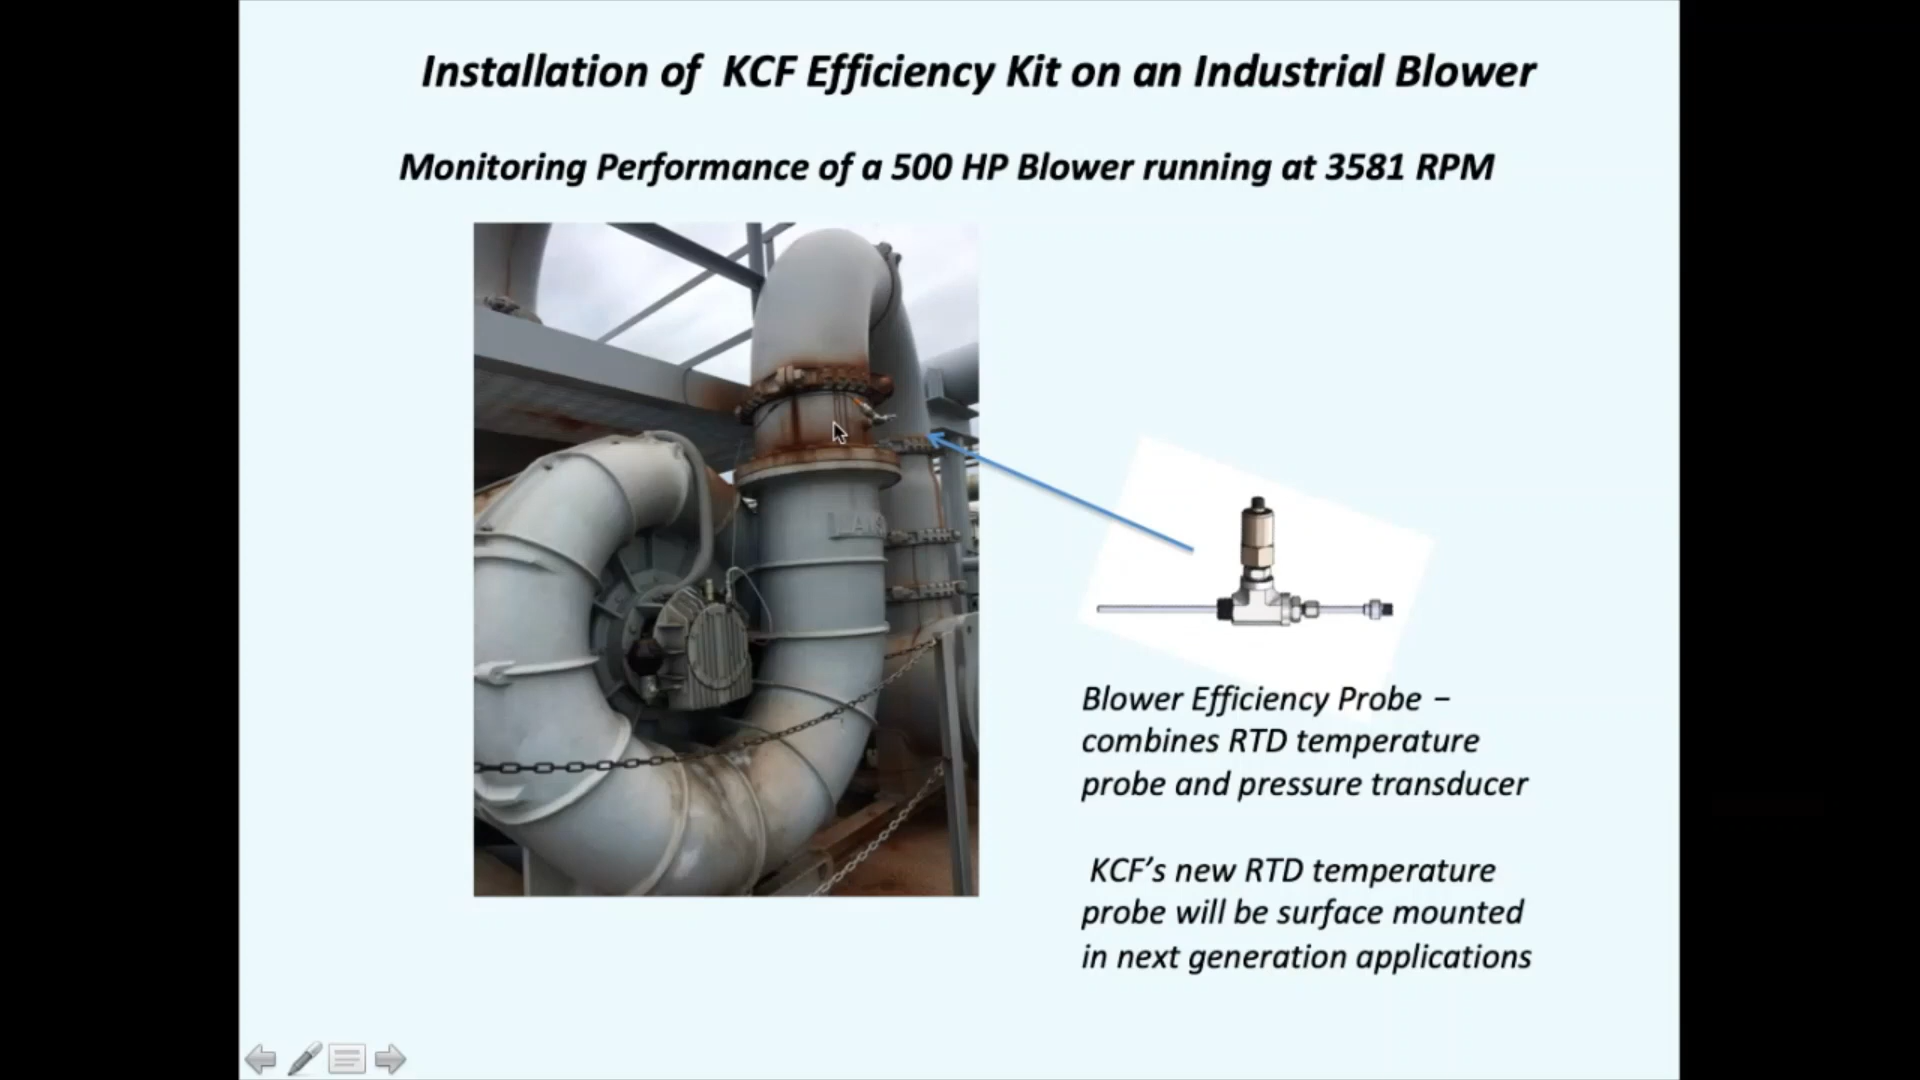 Installation of KCF Efficiency Kit on an Industrial Blower
Monitoring Performance of a 500 HP Blower running at 3581 RPM
Blower Efficiency Probe –
combines RTD temperature
probe and pressure transducer
KCF’s new RTD temperature
probe will be surface mounted
in next generation applications